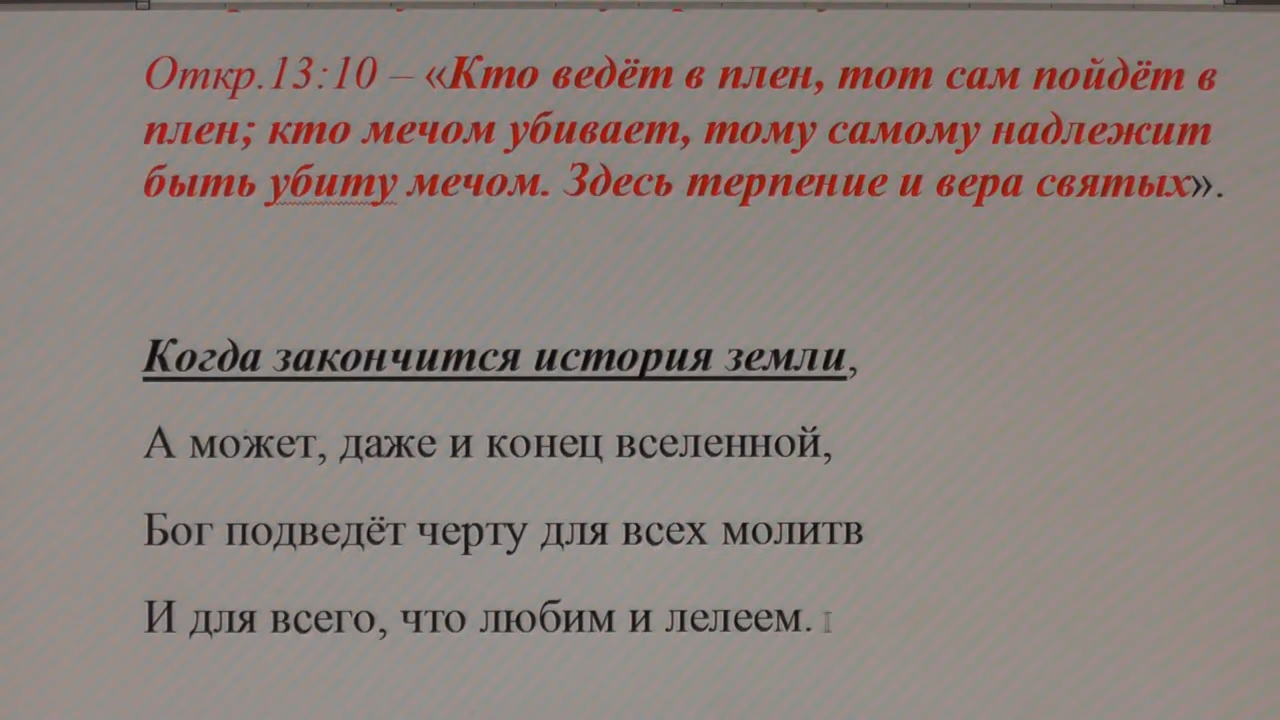 Откр.13:10 – «Кто ведёт в плен, тот сам пойдёт в
плен; кто мечом убивает, тому самому надлежит
быть убиту мечом. Здесь терпение и вера святых».
Когда закончится история земли,
А может, даже и конец вселенной,
Бог подведёт черту для всех молитв
И для всего, что любим и лелеем.